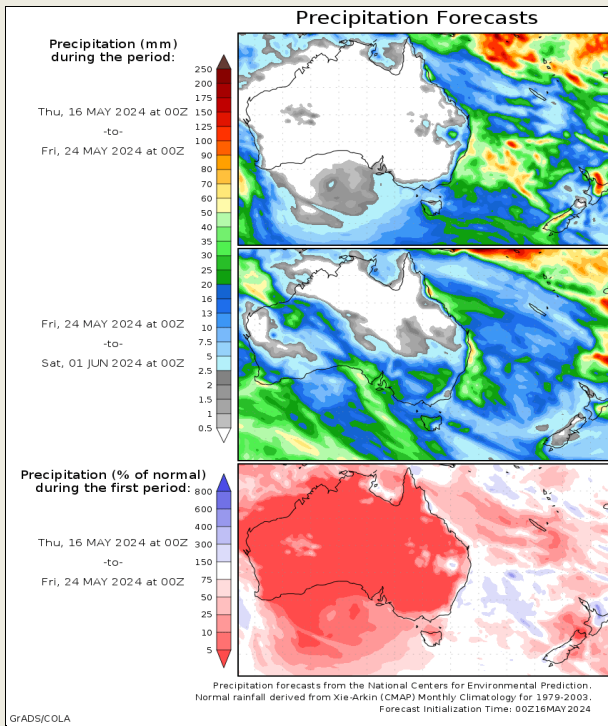 Precipitation Forecasts
Precipitation (mm)
during the period:
Thu, 16 MAY 2024 at 00Z
-to-
Fri, 24 MAY 2024 at 00Z
250
200
175
150
125
100
90
80
70
60
50
40
35
30
25
20
16
13
10
7.5
5
2.5
2
1.5
1
0.5
Fri, 24 MAY 2024 at 00Z
-to-
Sat, 01 JUN 2024 at 00Z
Precipitation (% of normal)
during the first period:
Thu, 16 MAY 2024 at 00Z
-to-
Fri, 24 MAY 2024 at 00Z
800
600
400
300
150
75
50
25
10
5
Precipitation forecasts from the National Centers for Environmental Prediction.
Normal rainfall derived from Xie-Arkin (CMAP) Monthly Climatology for 1979-2003.
Forecast Initialization Time: 00Z16MAY2024
GrADS/COLA